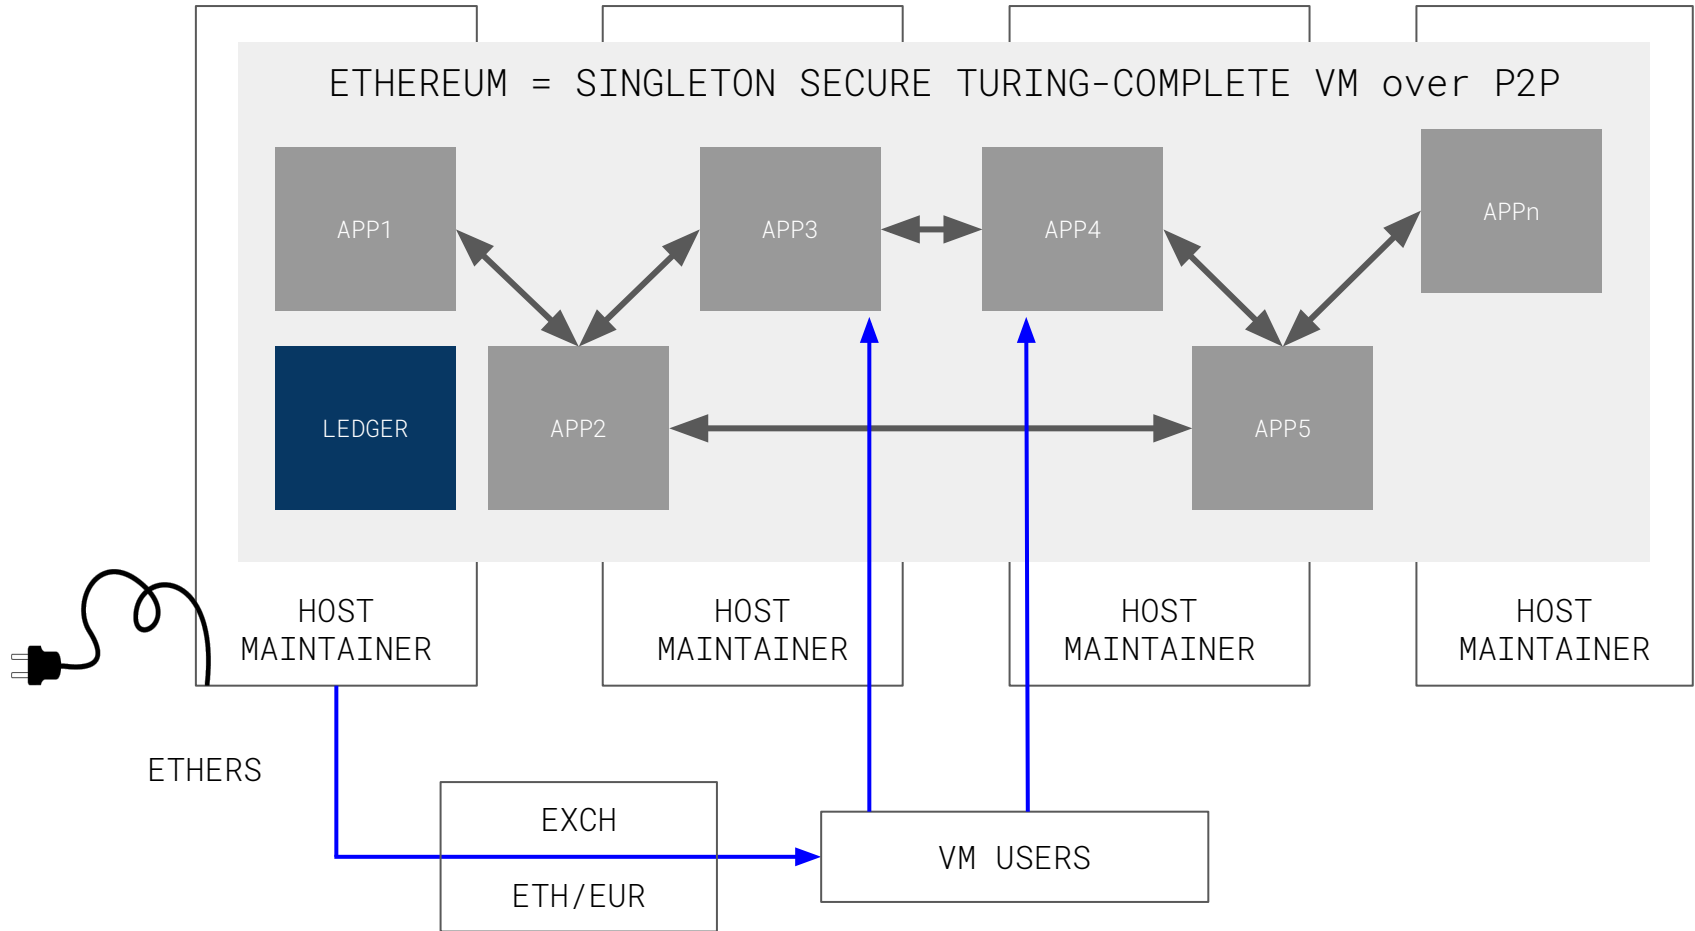 ETHEREUM = SINGLETON SECURE TURING-COMPLETE VM over P2P
APP1
APP3
APP4
APPn
LEDGER
APP2
APP5
HOST
MAINTAINER
HOST
MAINTAINER
HOST
MAINTAINER
HOST
MAINTAINER
ETHERS
EXCH
ETH/EUR
VM USERS